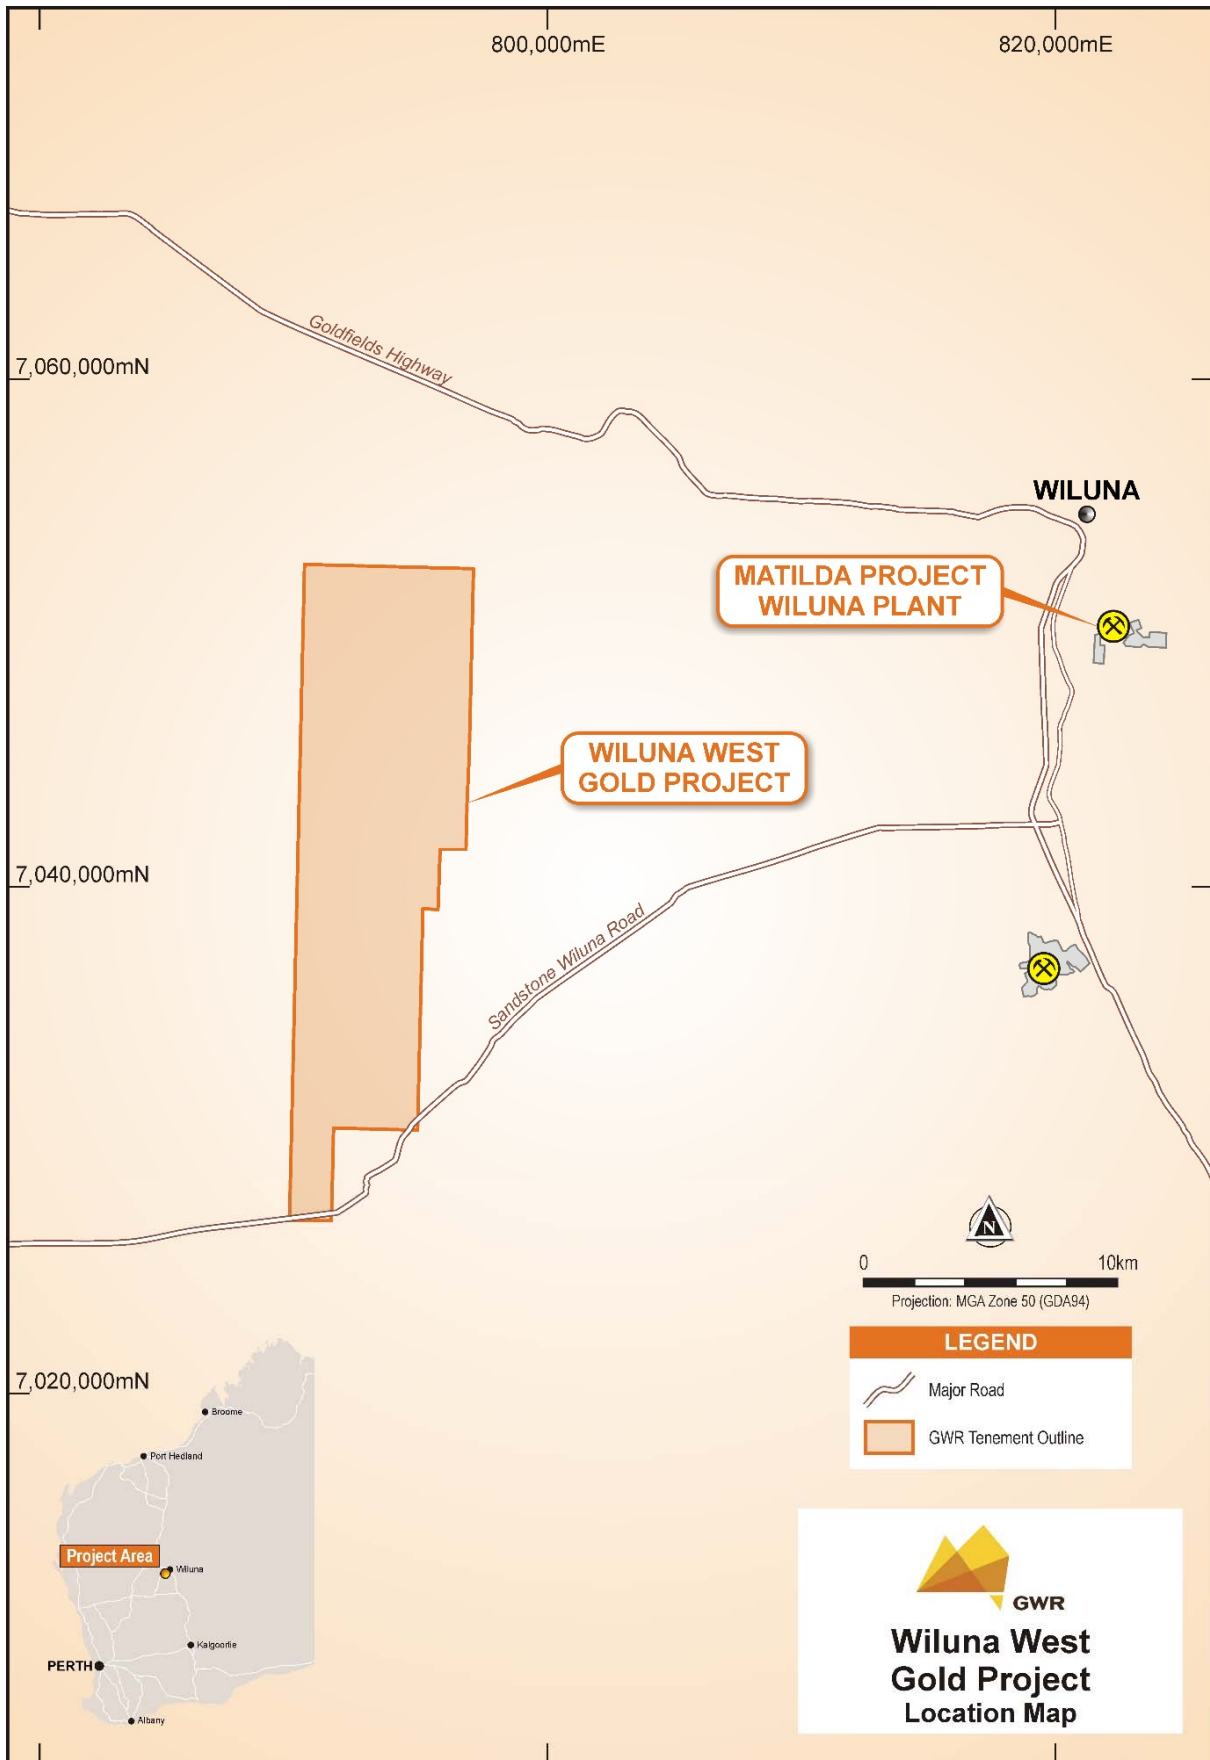 800,000mE
820,000mE
Goldfields Highway
7,060,000mN
WILUNA
MATILDA PROJECT
WILUNA PLANT
WILUNA WEST
GOLD PROJECT
7,040,000mN
Sandstone Wiluna Road
N
0 10km
Projection: MGA Zone 50 (GDA94)
LEGEND
Major Road
GWR Tenement Outline
7,020,000mN
Broome
Port Hedland
Project Area
Wiluna
Kalgoorlie
PERTH
Albany
GWR
Wiluna West
Gold Project
Location Map